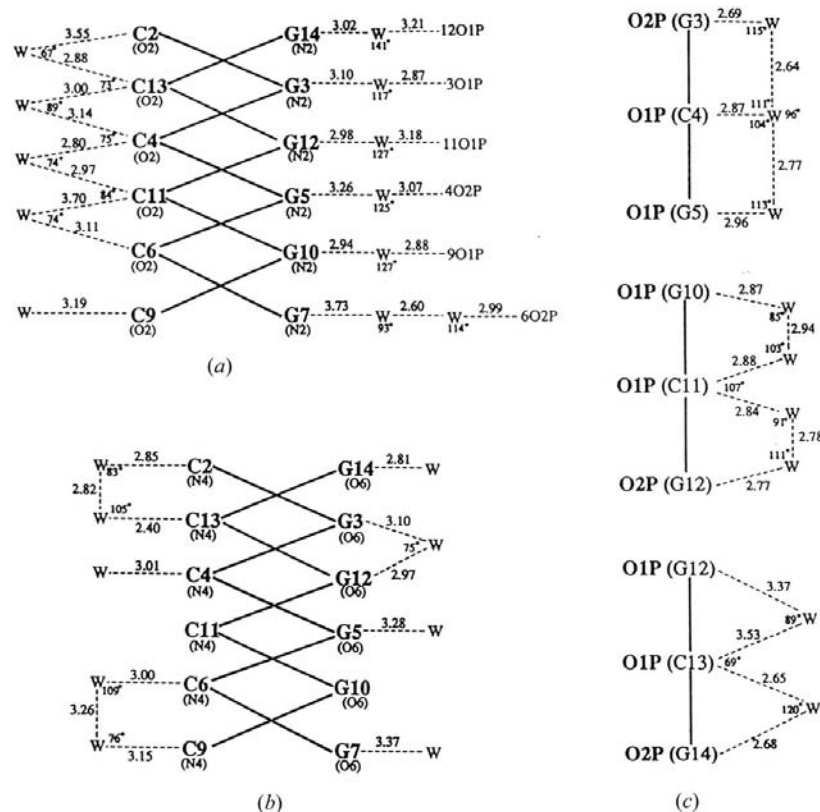 3.55 C2 G14 3.02 W 3.21 12O1P
(O2) (N2) 141°
W 67° 2.88
3.00 74° C13 G3 3.10 W 2.87 3O1P
(O2) (N2) 117°
W 89° 3.14
2.80 75° C4 G12 2.98 W 3.18 11O1P
(O2) (N2) 127°
W 74° 2.97
3.70 84° C11 G5 3.26 W 3.07 4O2P
(O2) (N2) 125°
W 74° 3.11
C6 G10 2.94 W 2.88 9O1P
(O2) (N2) 127°
W 3.19 C9 G7 3.73 W 2.60 W 2.99 6O2P
(O2) (N2) 93° 114°
(a)
W 2.85 C2 G14 2.81 W
83° (N4) (O6)
2.82
W 105° 2.40 C13 G3 3.10
(N4) (O6)
75° W
W 3.01 C4 G12 2.97
(N4) (O6)
C11 G5 3.28 W
(N4) (O6)
W 3.00 C6 G10
109° (N4) (O6)
3.26
W 76° 3.15 C9 G7 3.37 W
(N4) (O6)
(b)
O2P (G3) 2.69 W
115°
2.64
O1P (C4) 2.87 111° W 96°
104°
2.77
O1P (G5) 2.96 113° W
O1P (G10) 2.87 W
85°
2.94
103° W
2.88
O1P (C11) 107°
2.84 W
91°
2.78
111° W
O2P (G12) 2.77
O1P (G12) 3.37
89° W
3.53
O1P (C13) 69°
2.65
120° W
O2P (G14) 2.68
(c)